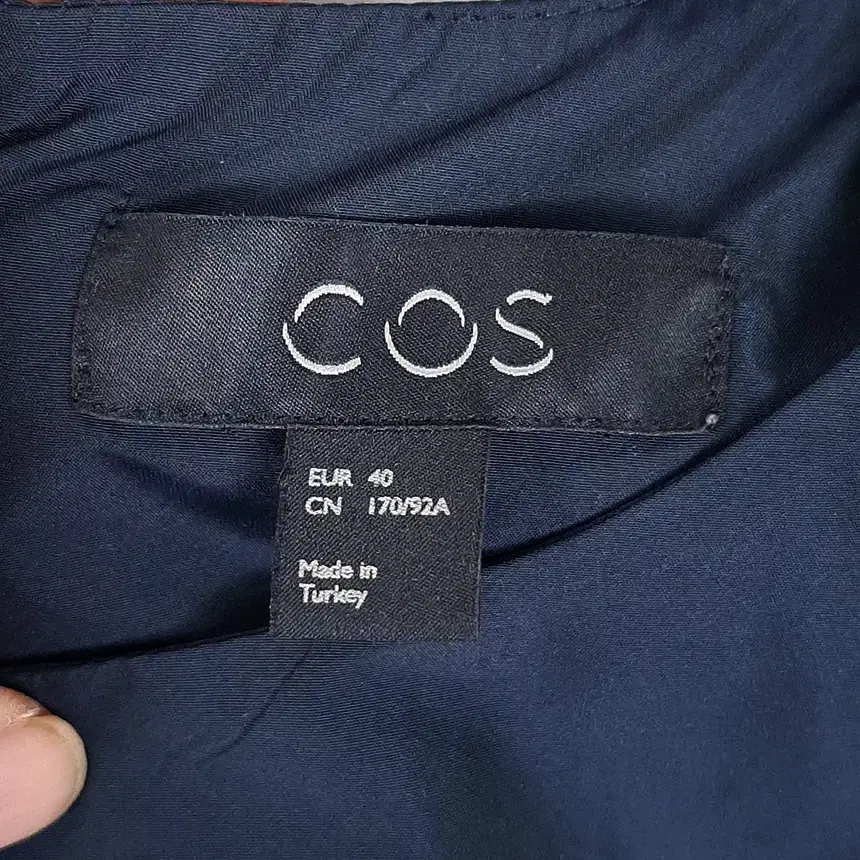 COS
EUR 40
CN 170/92A
Made in
Turkey